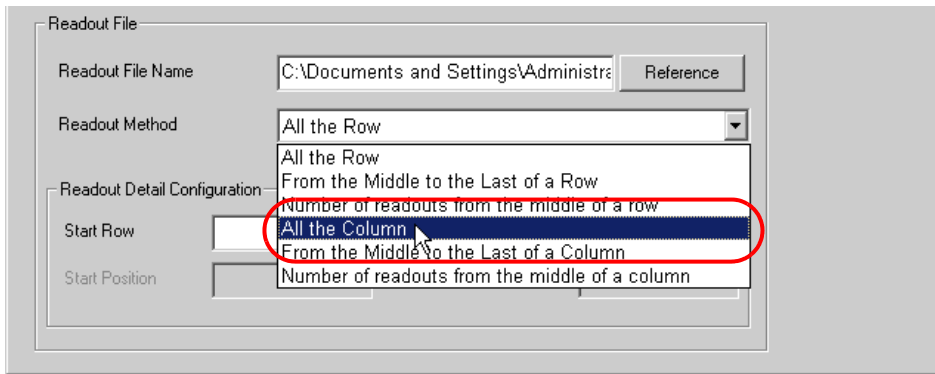 Readout File
Readout File Name C:\Documents and Settings\Administra Reference
Readout Method All the Row
All the Row
From the Middle to the Last of a Row
Readout Detail Configuration
Number of readouts from the middle of a row
Start Row All the Column
From the Middle to the Last of a Column
Start Position Number of readouts from the middle of a column